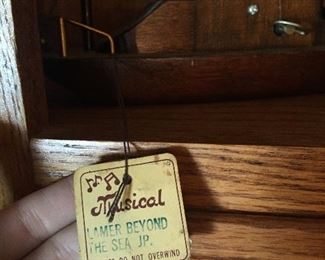 Musical
LAMER BEYOND
THE SEA JP.
DO NOT OVERWIND